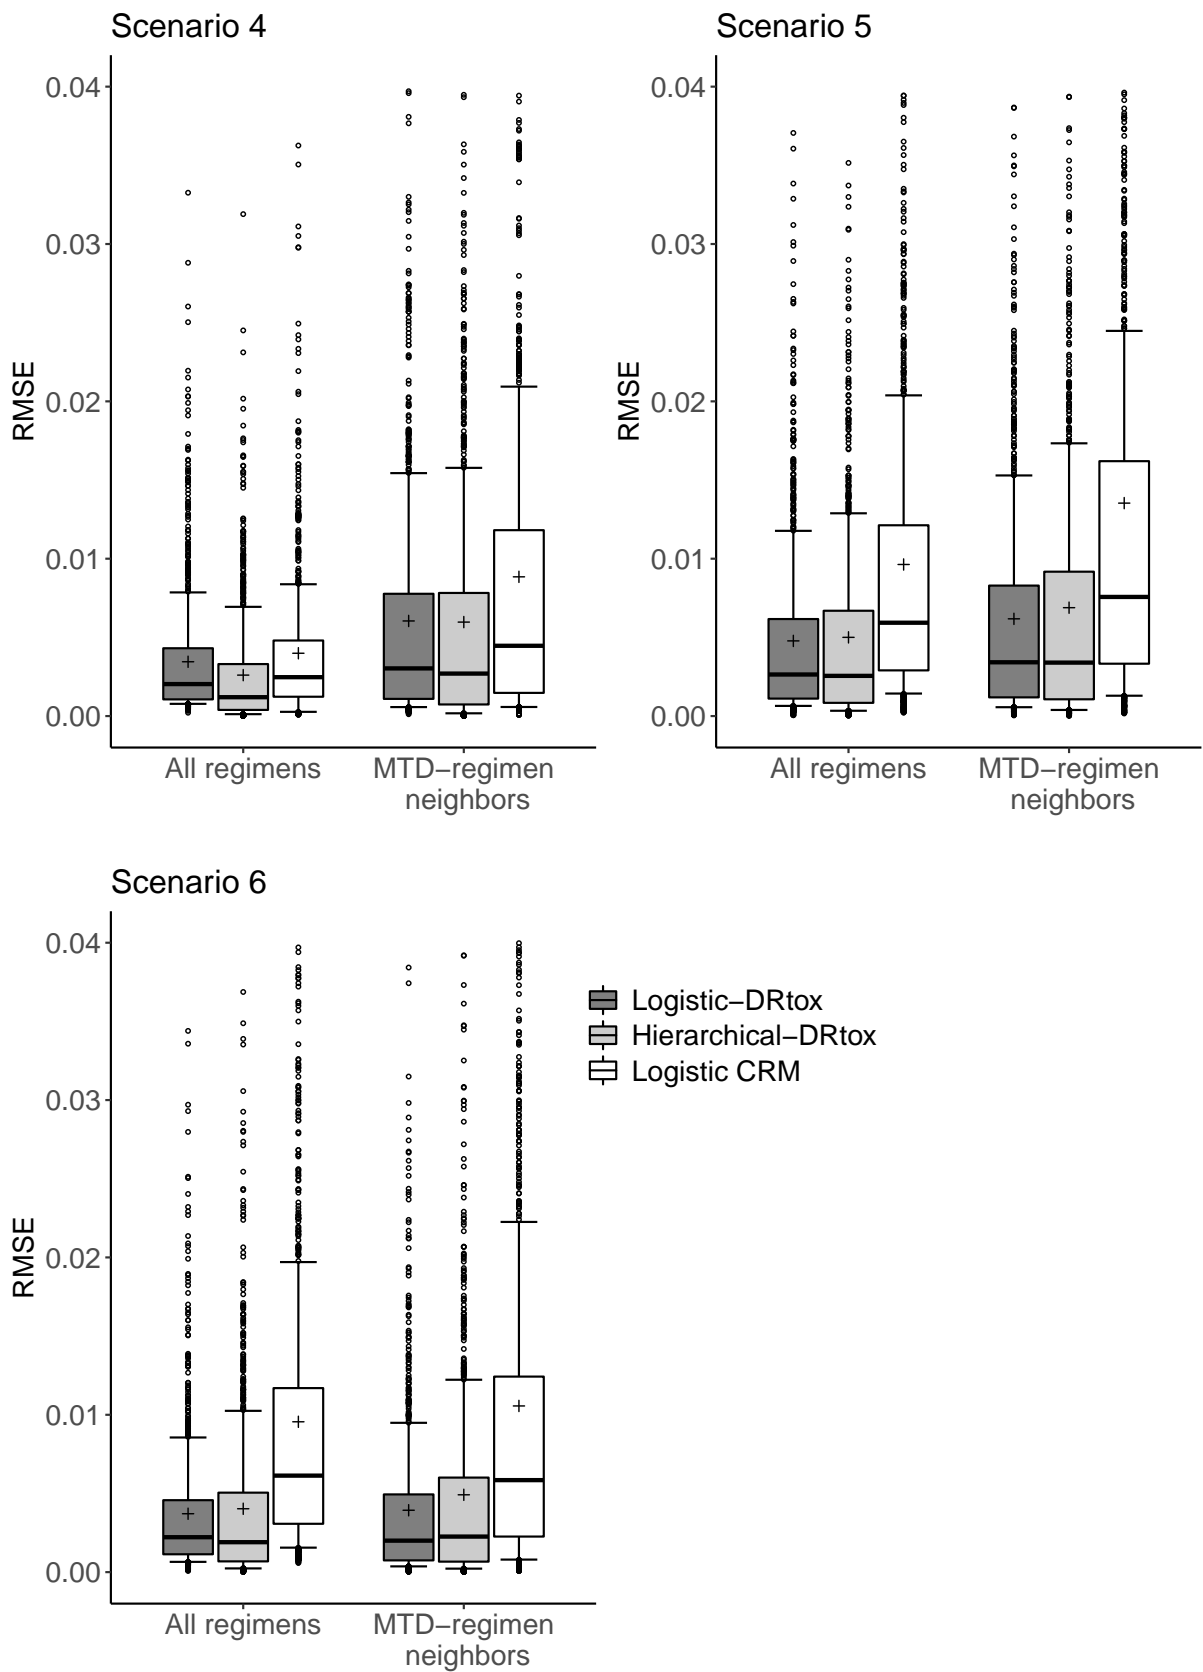 Scenario 4
0.04
0.03
0.02
0.01
0.00
RMSE
All regimens
MTD−regimen
neighbors
Scenario 5
0.04
0.03
0.02
0.01
0.00
RMSE
All regimens
MTD−regimen
neighbors
Scenario 6
0.04
0.03
0.02
0.01
0.00
RMSE
All regimens
MTD−regimen
neighbors
Logistic−DRtox
Hierarchical−DRtox
Logistic CRM